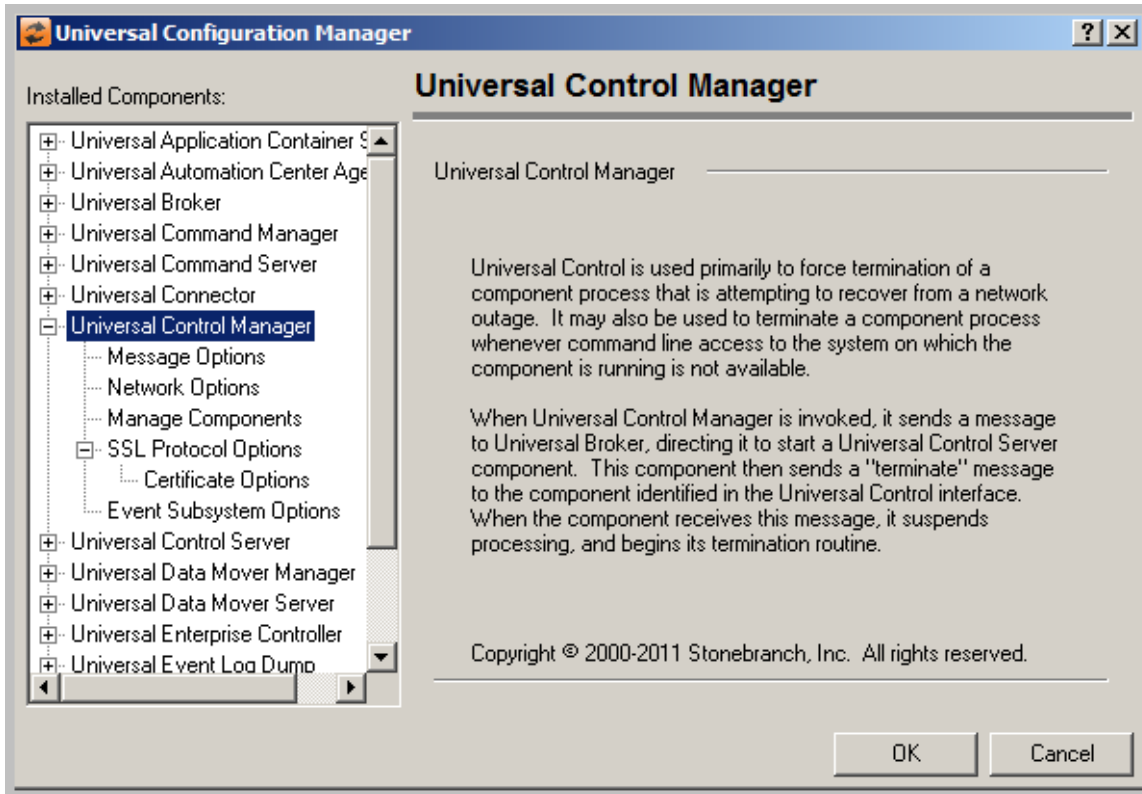 Universal Configuration Manager
Installed Components:
Universal Application Container S
Universal Automation Center Age
Universal Broker
Universal Command Manager
Universal Command Server
Universal Connector
Universal Control Manager
Message Options
Network Options
Manage Components
SSL Protocol Options
Certificate Options
Event Subsystem Options
Universal Control Server
Universal Data Mover Manager
Universal Data Mover Server
Universal Enterprise Controller
Universal Event Log Dump
Universal Control Manager
Universal Control Manager
Universal Control is used primarily to force termination of a
component process that is attempting to recover from a network
outage.  It may also be used to terminate a component process
whenever command line access to the system on which the
component is running is not available.
When Universal Control Manager is invoked, it sends a message
to Universal Broker, directing it to start a Universal Control Server
component.  This component then sends a "terminate" message
to the component identified in the Universal Control interface.
When the component receives this message, it suspends
processing, and begins its termination routine.
Copyright © 2000-2011 Stonebranch, Inc.  All rights reserved.
OK
Cancel